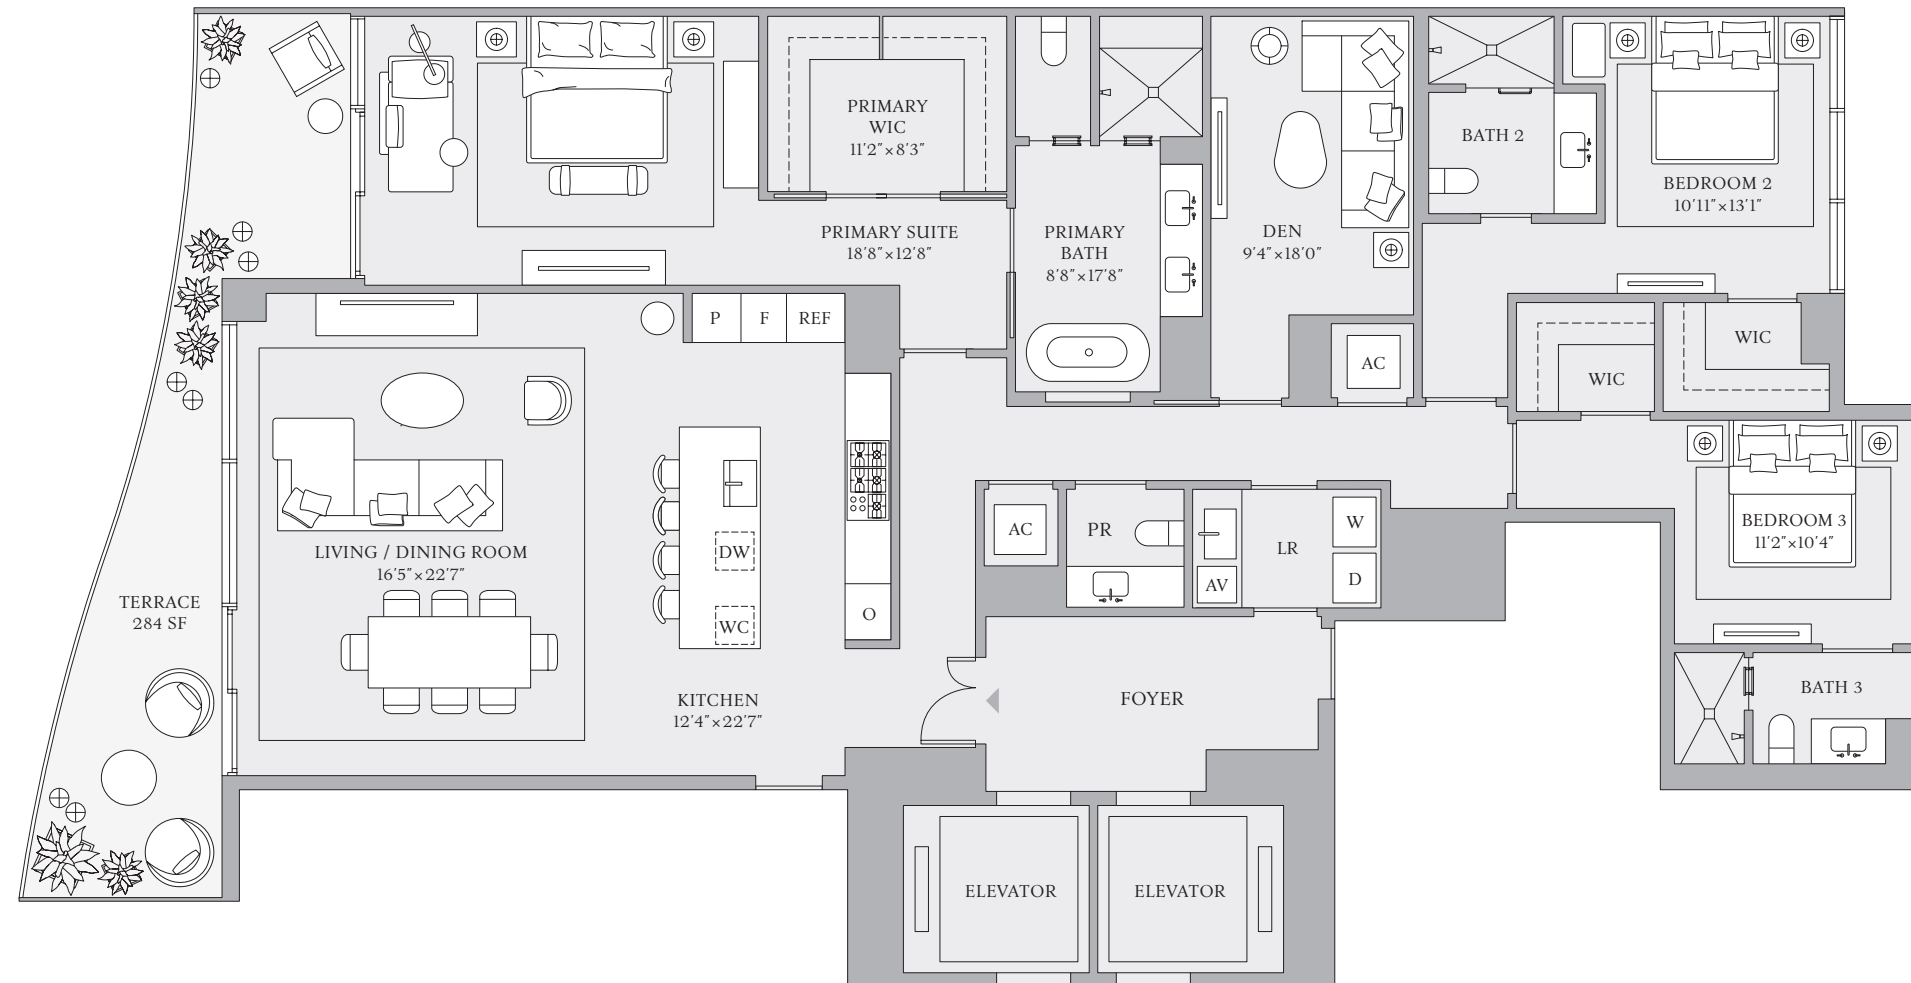 PRIMARY
WIC
11'2"×8'3"
BATH 2
BEDROOM 2
10'11"×13'1"
PRIMARY SUITE
18'8"×12'8"
PRIMARY
BATH
8'8"×17'8"
DEN
9'4"×18'0"
P
F
REF
AC
WIC
WIC
LIVING / DINING ROOM
16'5"×22'7"
TERRACE
284 SF
DW
WC
O
KITCHEN
12'4"×22'7"
AC
PR
AV
LR
W
D
BEDROOM 3
11'2"×10'4"
BATH 3
FOYER
ELEVATOR
ELEVATOR